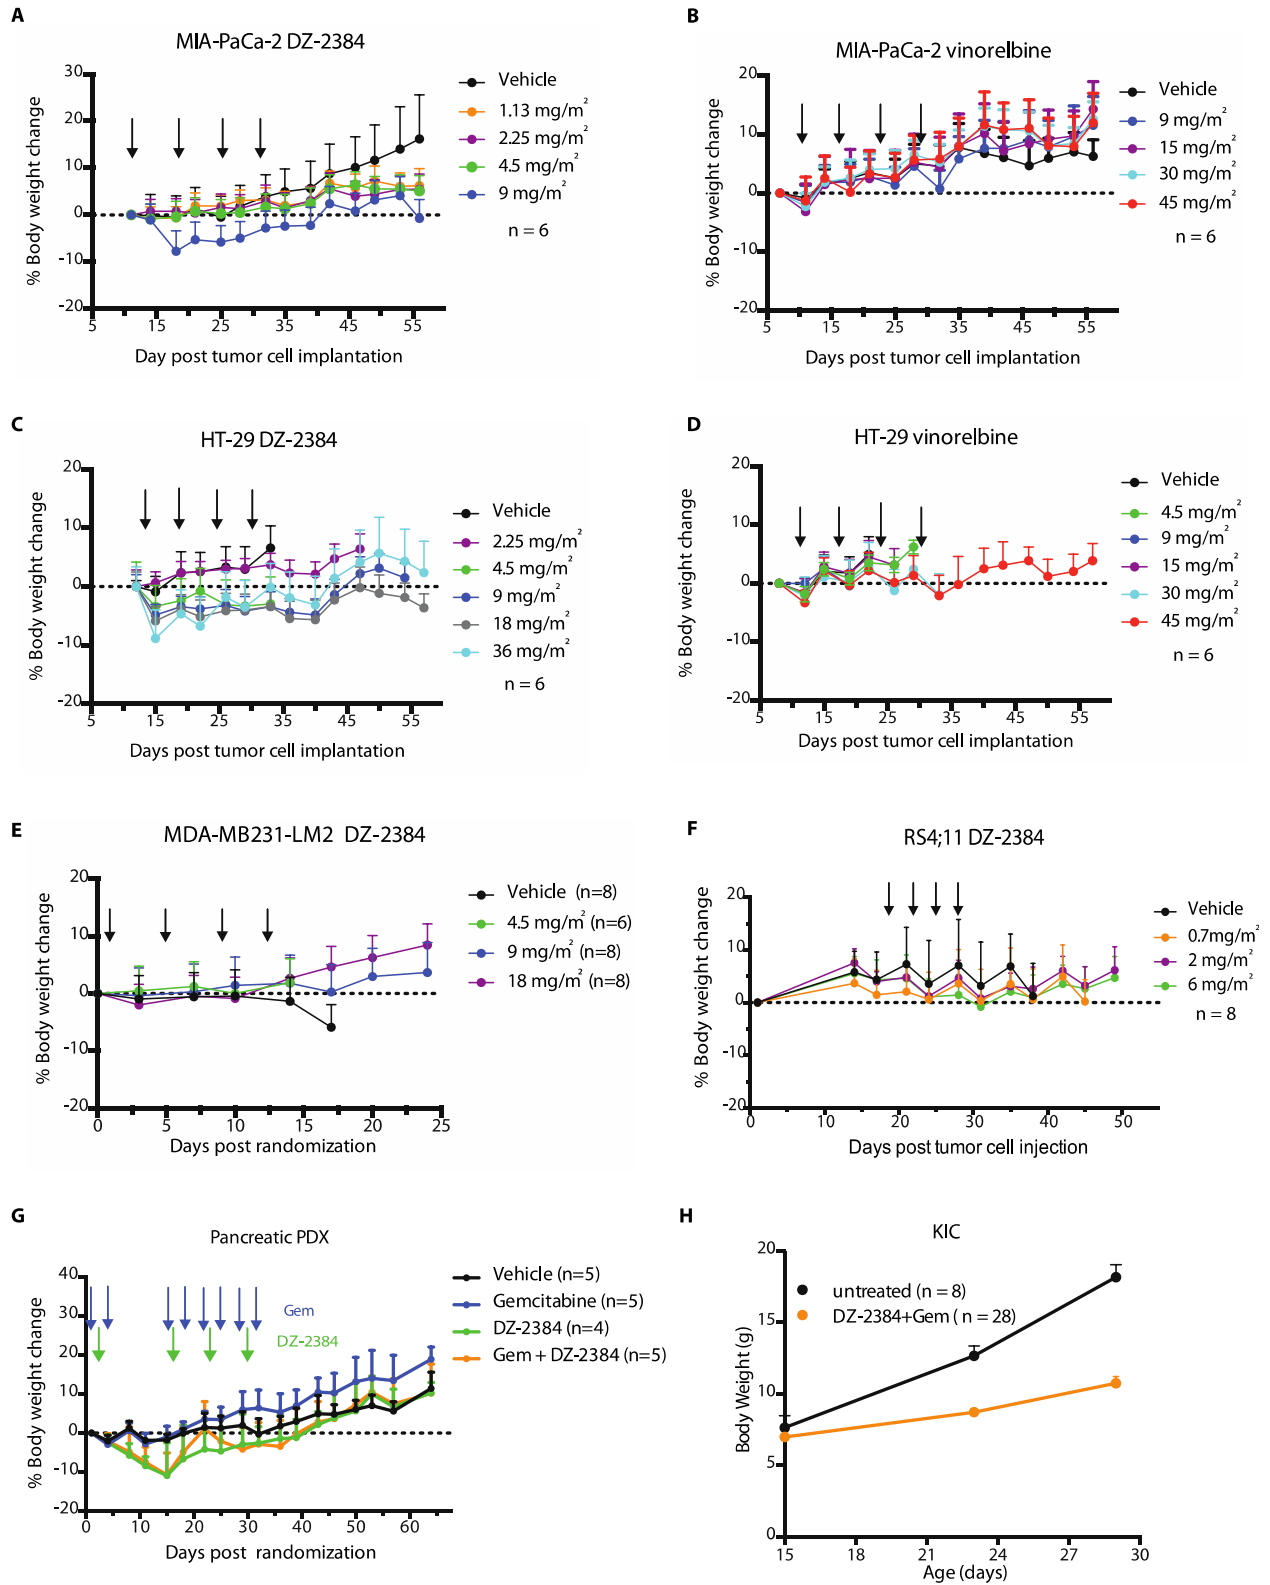 A
MIA-PaCa-2 DZ-2384
% Body weight change
30
20
10
0
-10
-20
5 15 25 35 45 55
Day post tumor cell implantation
Vehicle
1.13 mg/m²
2.25 mg/m²
4.5 mg/m²
9 mg/m²
n = 6
B
MIA-PaCa-2 vinorelbine
% Body weight change
20
10
0
-10
-20
5 15 25 35 45 55
Days post tumor cell implantation
Vehicle
9 mg/m²
15 mg/m²
30 mg/m²
45 mg/m²
n = 6
C
HT-29 DZ-2384
% Body weight change
20
10
0
-10
-20
5 15 25 35 45 55
Days post tumor cell implantation
Vehicle
2.25 mg/m²
4.5 mg/m²
9 mg/m²
18 mg/m²
36 mg/m²
n = 6
D
HT-29 vinorelbine
% Body weight change
20
10
0
-10
-20
5 15 25 35 45 55
Days post tumor cell implantation
Vehicle
4.5 mg/m²
9 mg/m²
15 mg/m²
30 mg/m²
45 mg/m²
n = 6
E
MDA-MB231-LM2 DZ-2384
% Body weight change
20
10
0
-10
-20
0 5 10 15 20 25
Days post randomization
Vehicle (n=8)
4.5 mg/m² (n=6)
9 mg/m² (n=8)
18 mg/m² (n=8)
F
RS4;11 DZ-2384
% Body weight change
20
10
0
-10
-20
0 10 20 30 40 50
Days post tumor cell injection
Vehicle
0.7mg/m²
2 mg/m²
6 mg/m²
n = 8
G
Pancreatic PDX
% Body weight change
40
30
20
10
0
-10
-20
0 10 20 30 40 50 60
Days post randomization
Gem
DZ-2384
Vehicle (n=5)
Gemcitabine (n=5)
DZ-2384 (n=4)
Gem + DZ-2384 (n=5)
H
KIC
Body Weight (g)
20
15
10
5
0
15 18 21 24 27 30
Age (days)
untreated (n = 8)
DZ-2384+Gem ( n = 28)